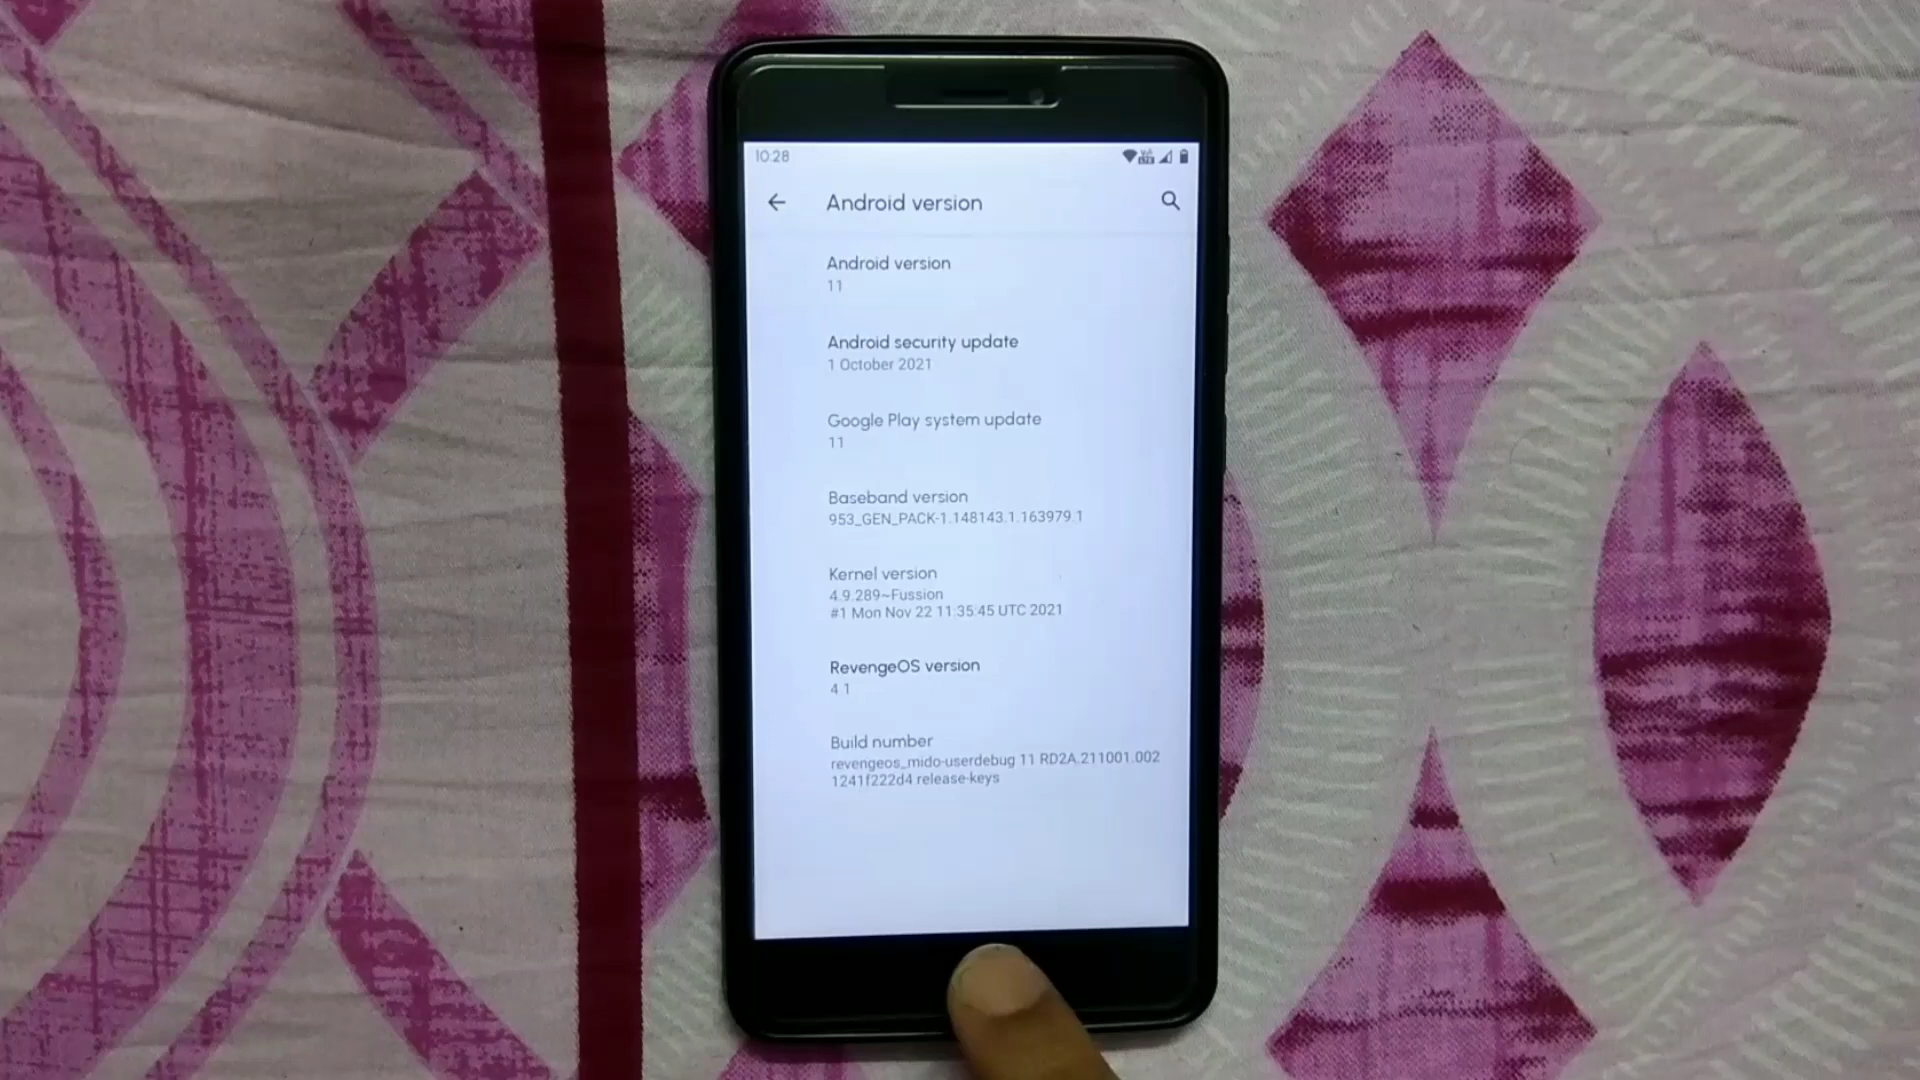 10:28
Android version
Android version
11
Android security update
1 October 2021
Google Play system update
11
Baseband version
953_GEN_PACK-1.148143.1.163979.1
Kernel version
4.9.289~Fussion
#1 Mon Nov 22 11:35:45 UTC 2021
RevengeOS version
4.1
Build number
revengeos_mido-userdebug 11 RD2A.211001.002
1241f222d4 release-keys